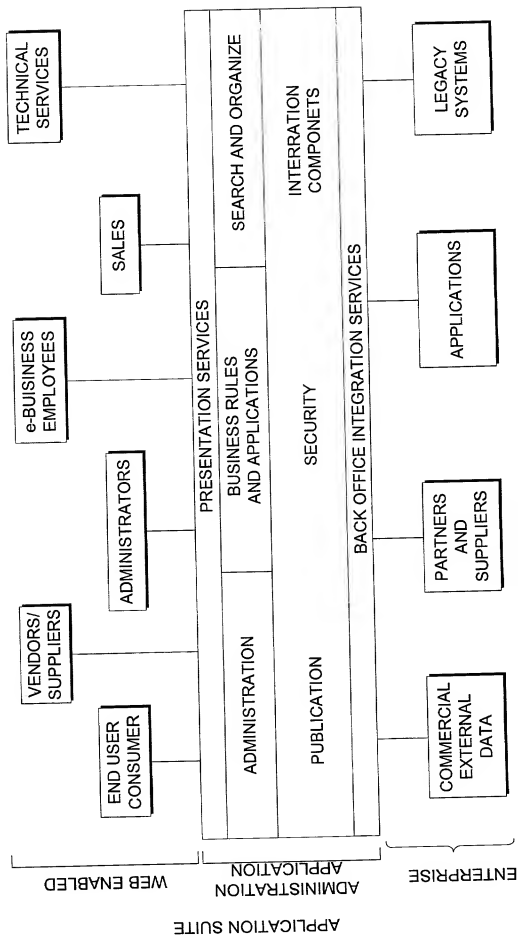 TECHNICAL
SERVICES
SALES
e-BUISINESS
EMPLOYEES
ADMINISTRATORS
VENDORS/
SUPPLIERS
END USER
CONSUMER
PRESENTATION SERVICES
ADMINISTRATION
BUSINESS RULES
AND APPLICATIONS
SEARCH AND ORGANIZE
PUBLICATION
SECURITY
INTERRATION
COMPONETS
BACK OFFICE INTEGRATION SERVICES
COMMERCIAL
EXTERNAL
DATA
PARTNERS
AND
SUPPLIERS
APPLICATIONS
LEGACY
SYSTEMS
WEB ENABLED
ADMINISTRATION
APPLICATION
ENTERPRISE
APPLICATION SUITE